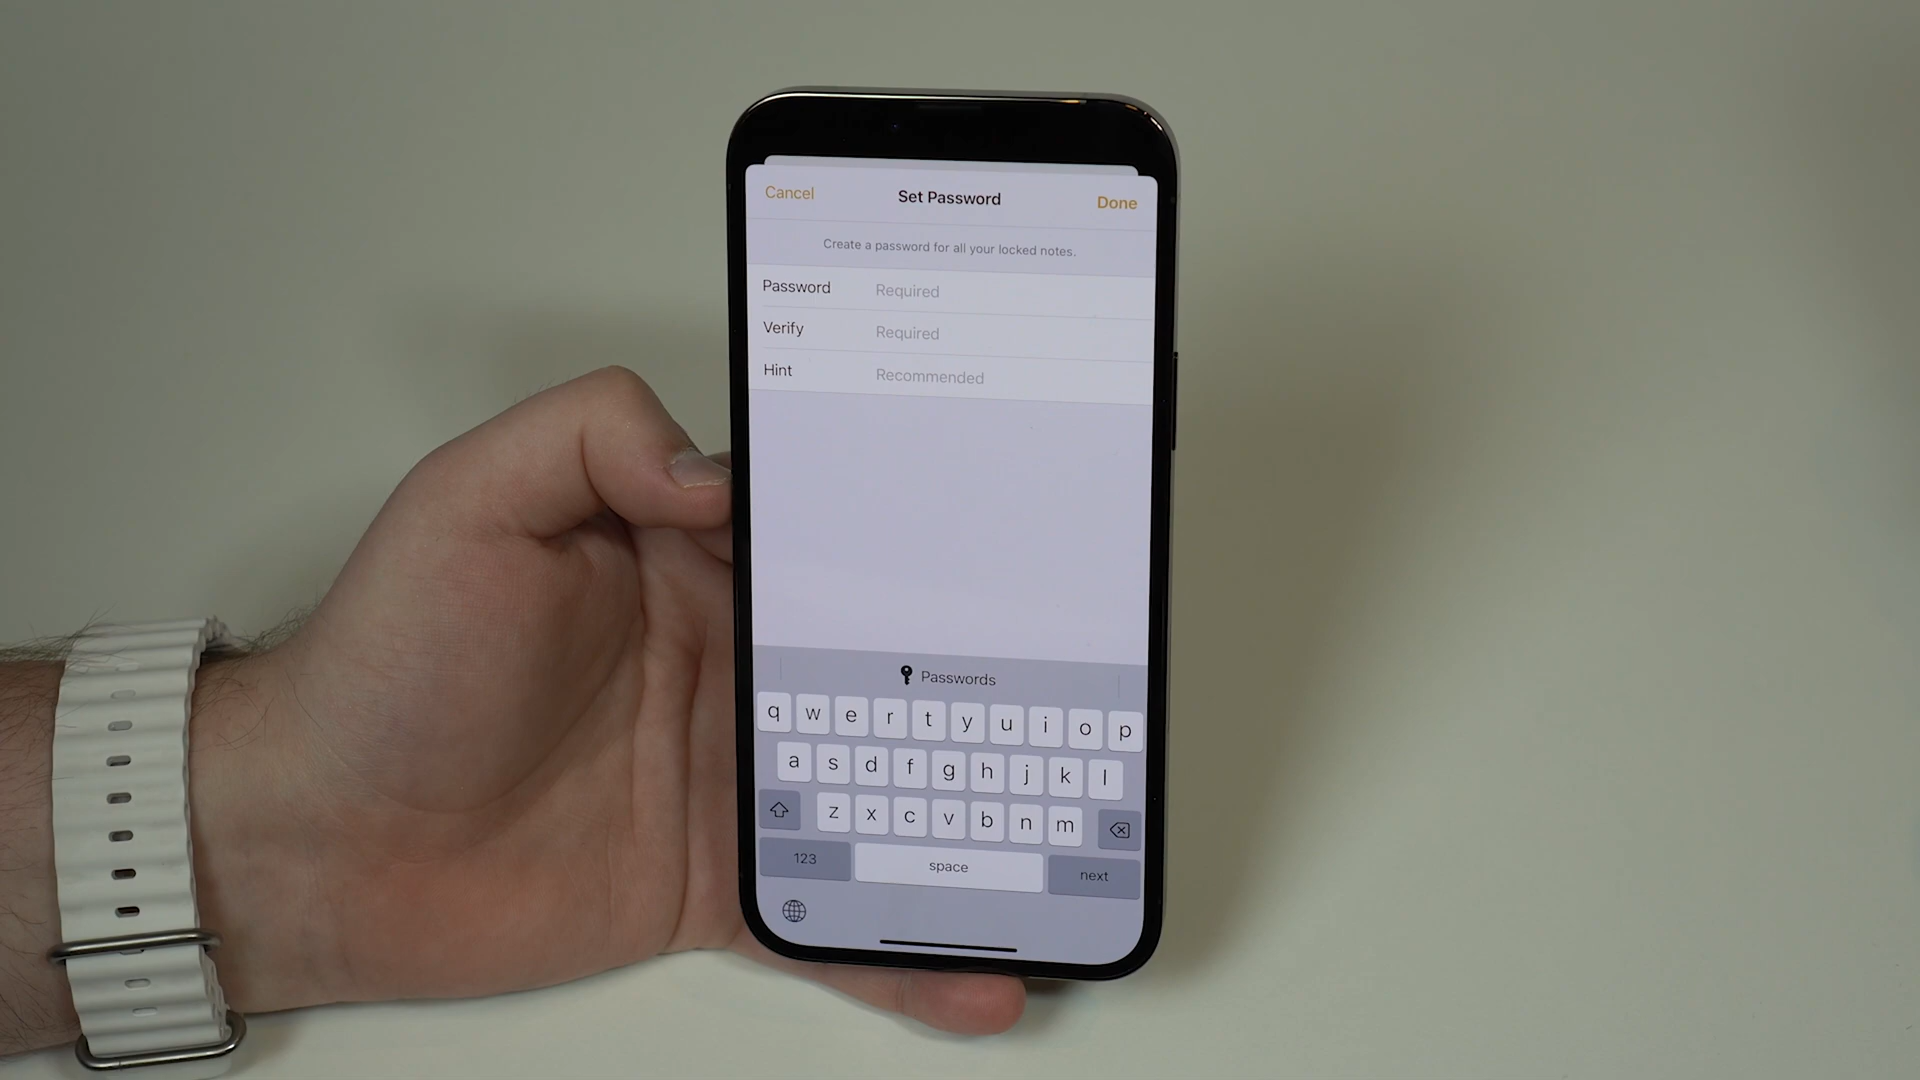 Cancel Set Password Done
Create a password for all your locked notes.
Password Required
Verify Required
Hint Recommended
Passwords
q w e r t y u i o p
a s d f g h j k l
z x c v b n m
123 space next